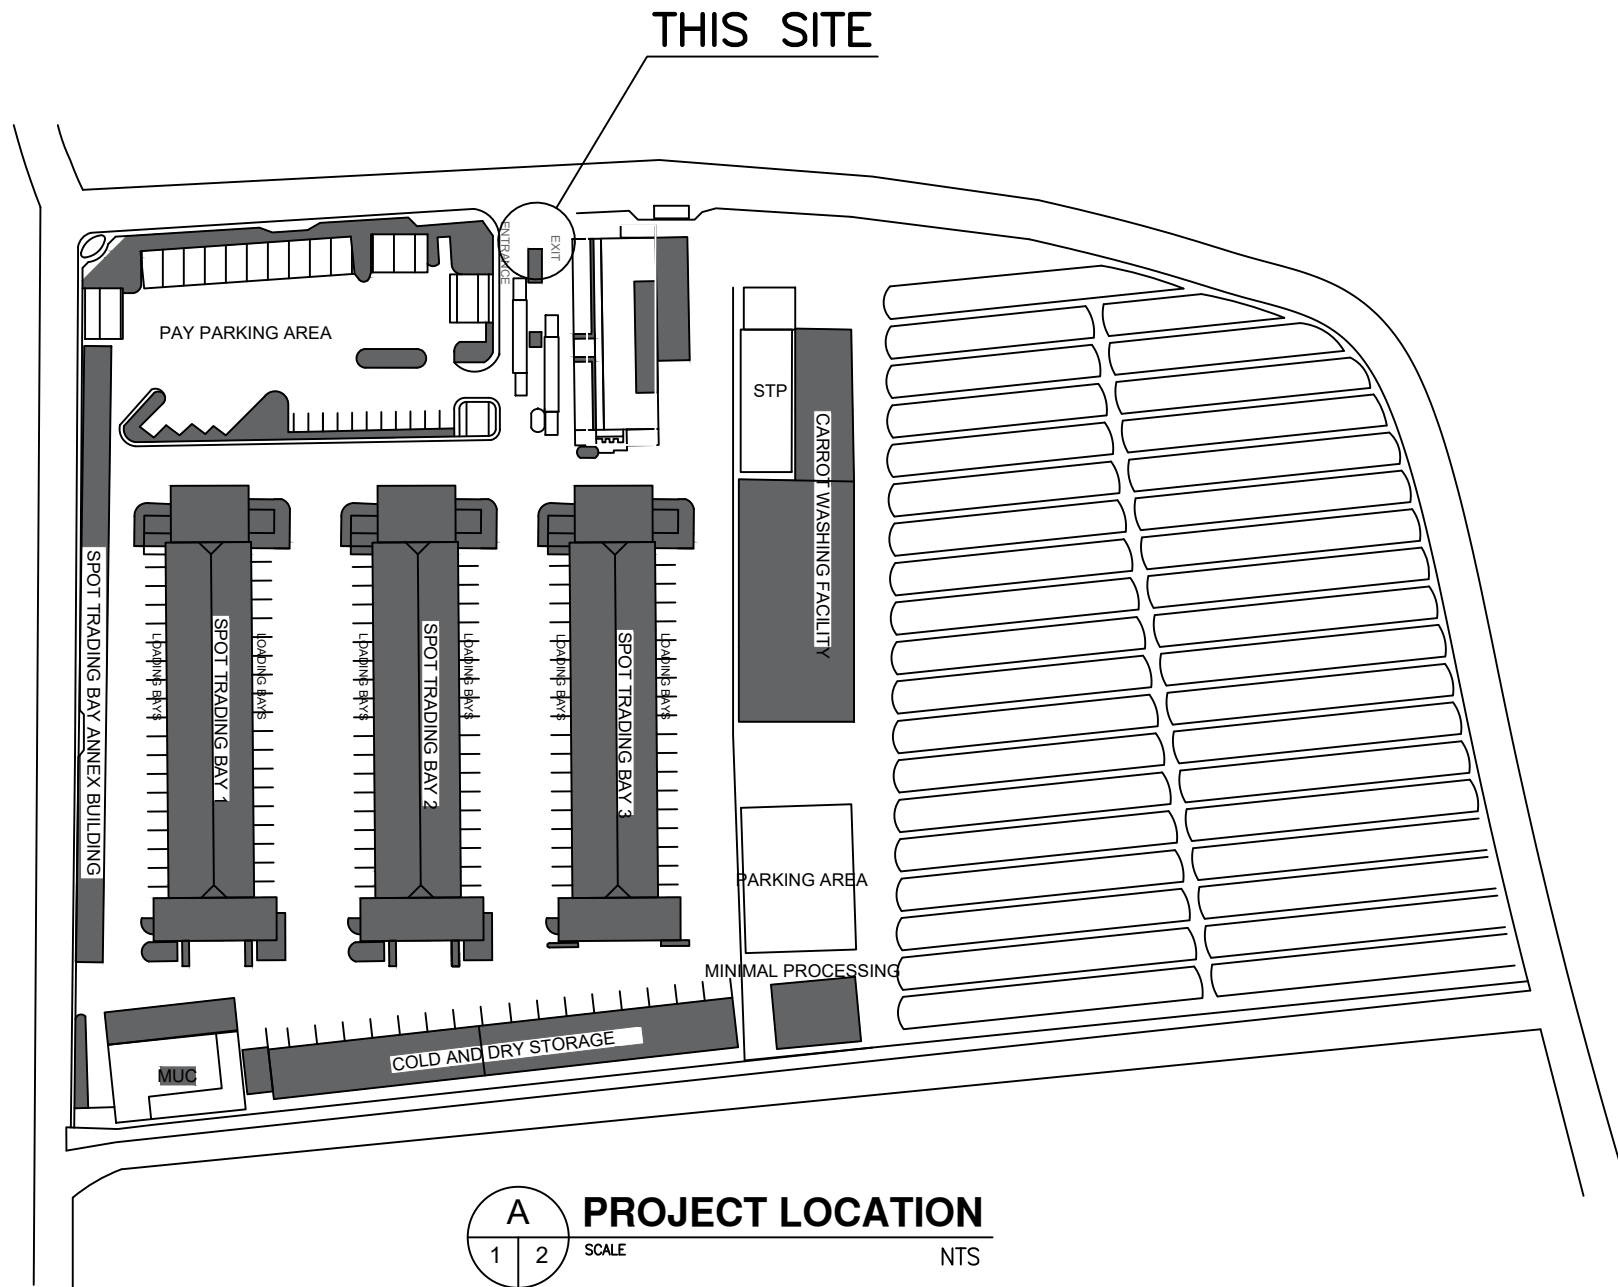 THIS SITE
ENTRANCE
EXIT
PAY PARKING AREA
STP
CARROT WASHING FACILITY
SPOT TRADING BAY ANNEX BUILDING
LOADING BAYS
SPOT TRADING BAY 1
LOADING BAYS
LOADING BAYS
SPOT TRADING BAY 2
LOADING BAYS
LOADING BAYS
SPOT TRADING BAY 3
LOADING BAYS
PARKING AREA
MINIMAL PROCESSING
COLD AND DRY STORAGE
MUC
A
1 2
PROJECT LOCATION
SCALE NTS